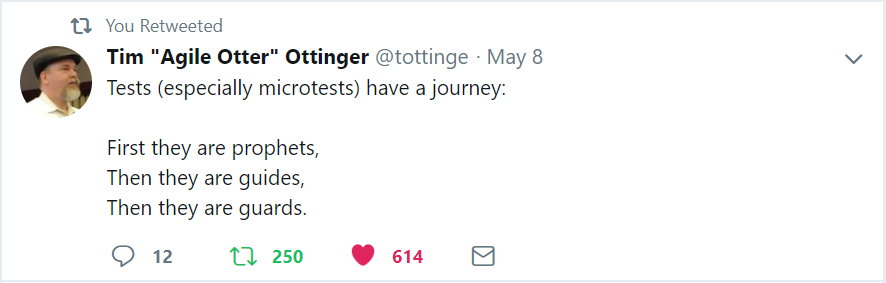 You Retweeted
Tim "Agile Otter" Ottinger @tottinge · May 8
Tests (especially microtests) have a journey:
First they are prophets,
Then they are guides,
Then they are guards.
12 250 614